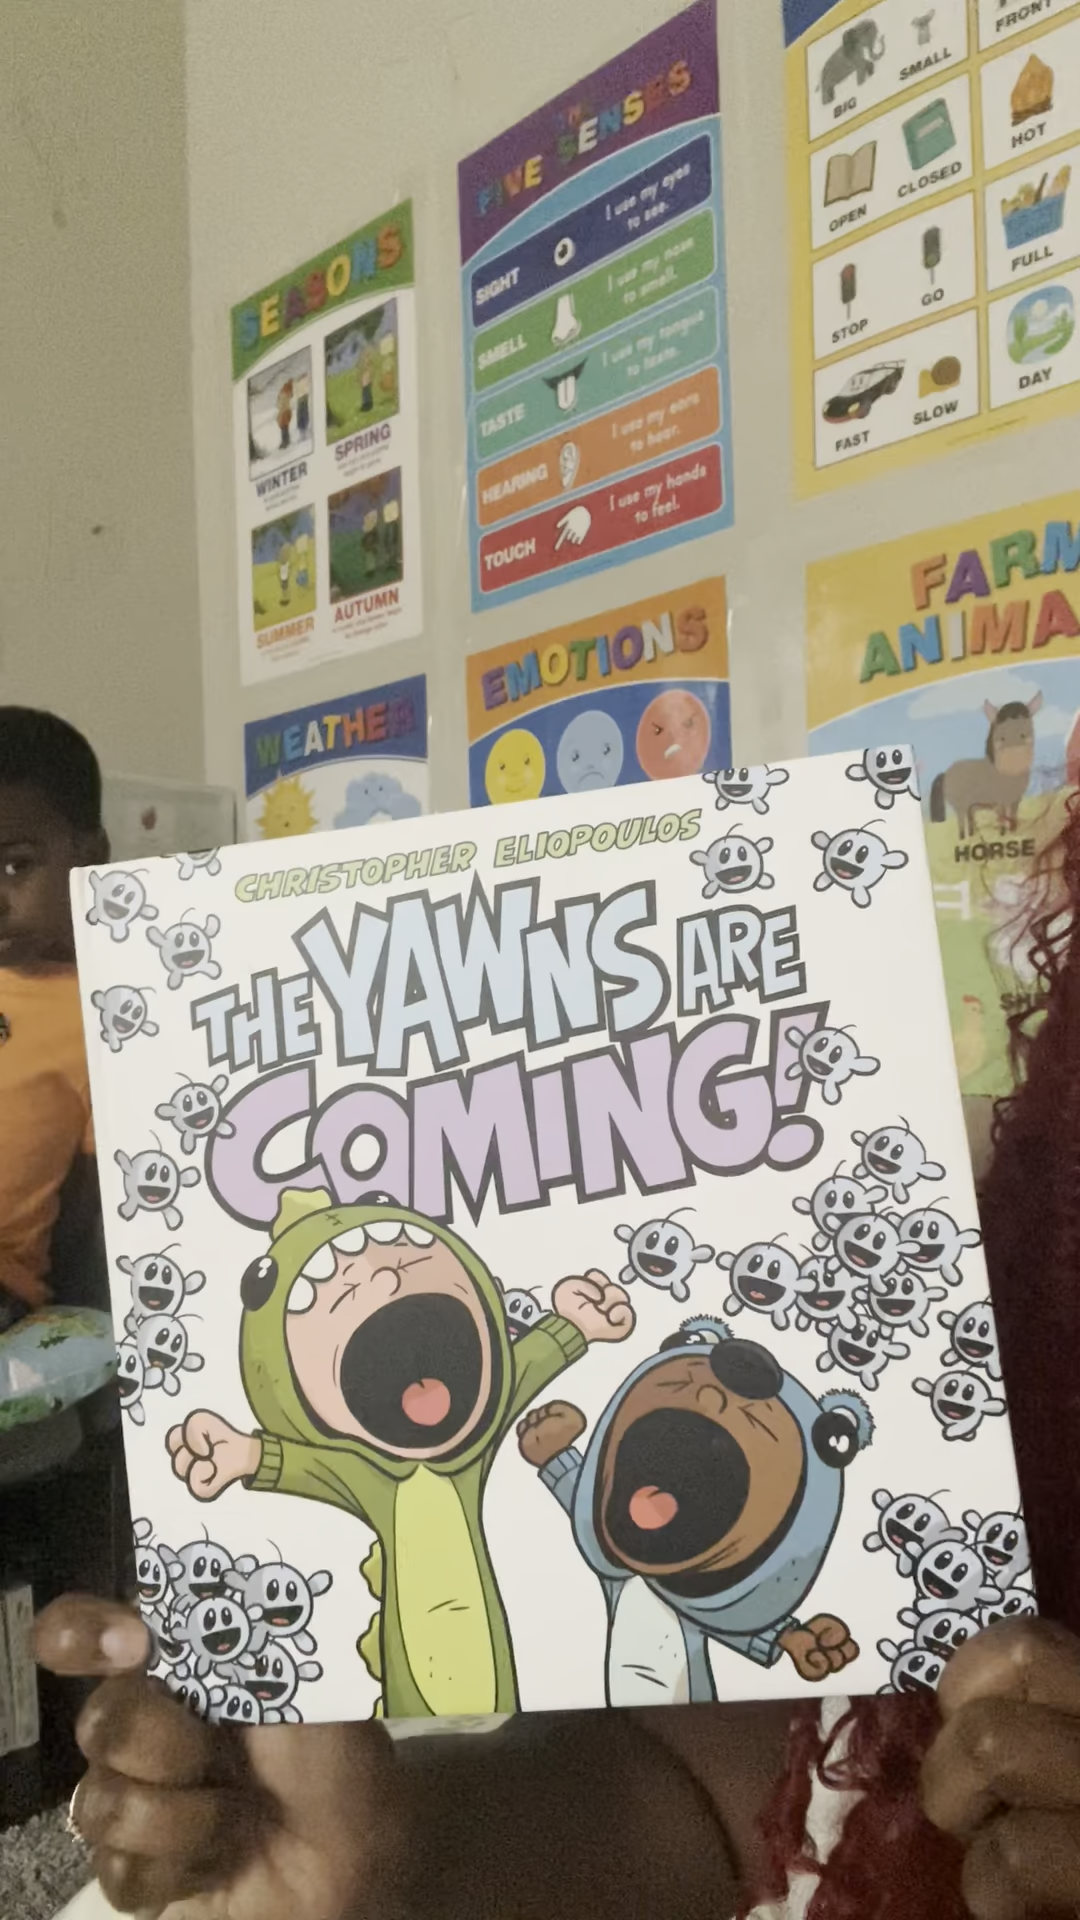 SEASONS
WINTER
SPRING
SUMMER
AUTUMN
THE
FIVE SENSES
SIGHT
I use my eyes
to see.
SMELL
I use my nose
to smell.
TASTE
I use my tongue
to taste.
HEARING
I use my ears
to hear.
TOUCH
I use my hands
to feel.
BIG
SMALL
FRONT
OPEN
CLOSED
HOT
STOP
GO
FULL
FAST
SLOW
DAY
WEATHER
EMOTIONS
FARM
ANIMA
HORSE
CHRISTOPHER ELIOPOULOS
THE YAWNS ARE
COMING!